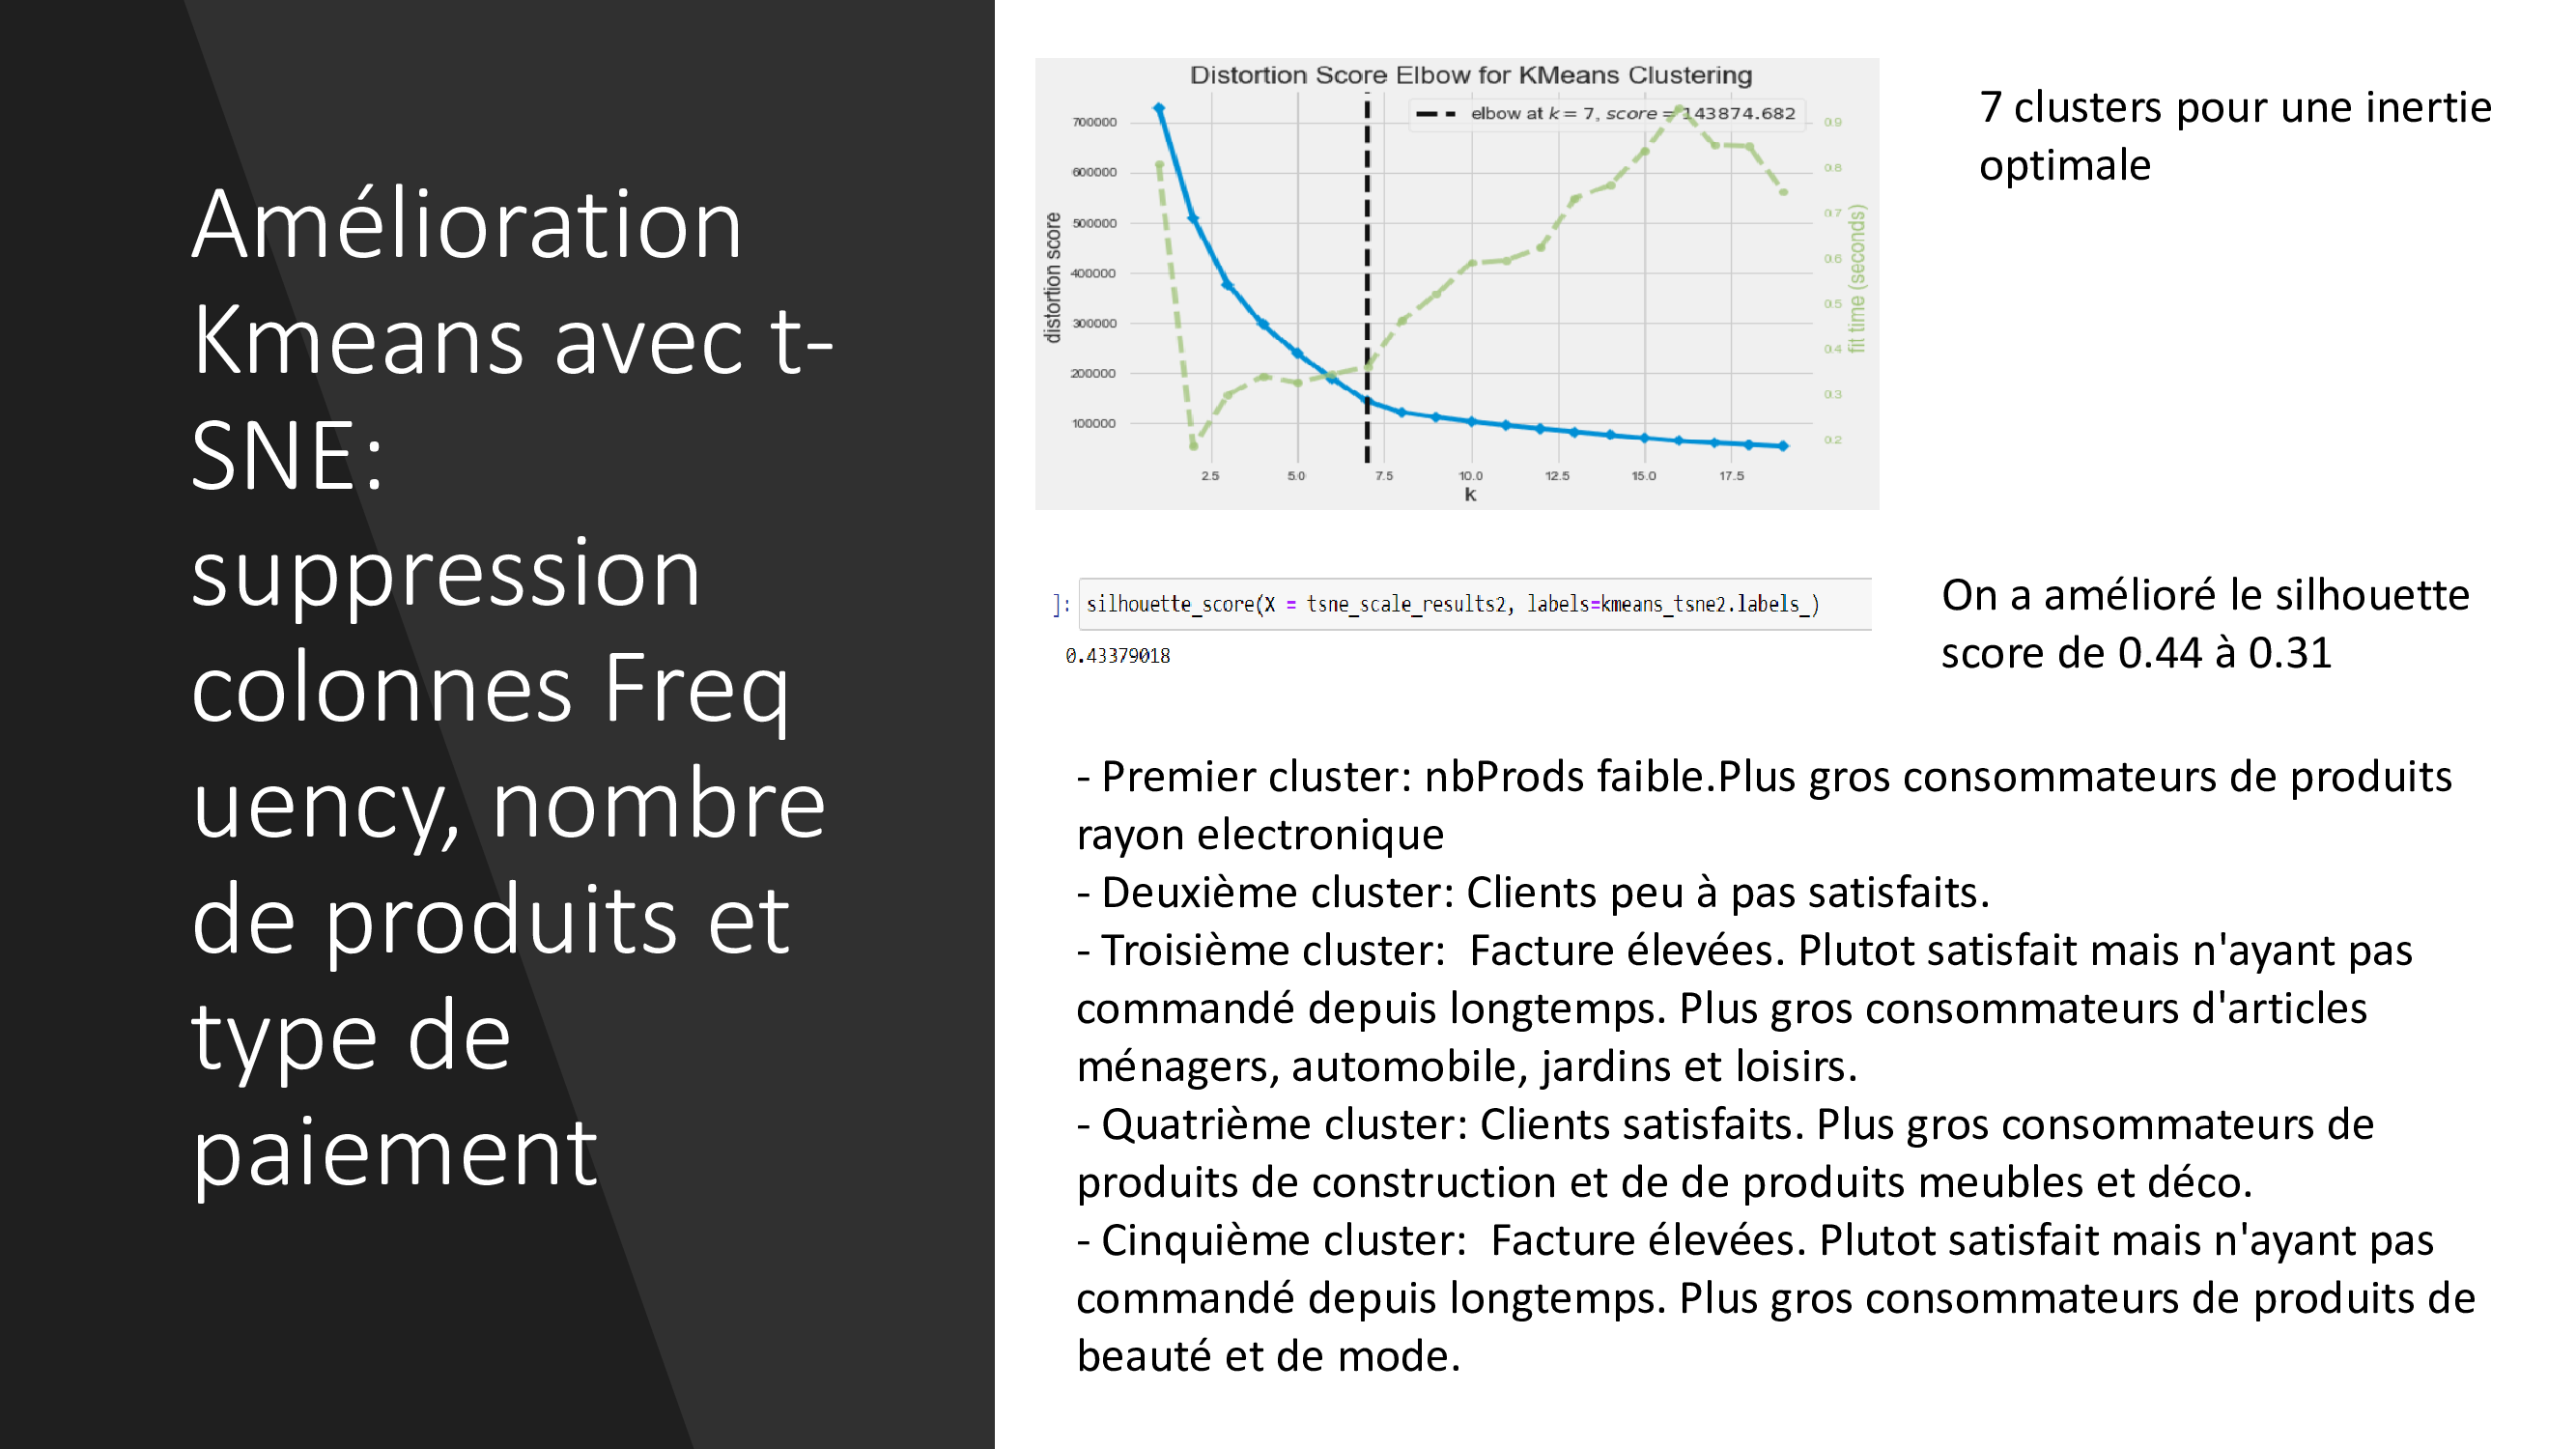 Amélioration
Kmeans avec t-
SNE:
suppression
colonnes Freq
uency, nombre
de produits et
type de
paiement
Distortion Score Elbow for KMeans Clustering
elbow at k = 7, score = 143874.682
distortion score
700000
600000
500000
400000
300000
200000
100000
0.9
0.8
0.7
0.6
0.5
0.4
0.3
0.2
fit time (seconds)
2.5 5.0 7.5 10.0 12.5 15.0 17.5
k
7 clusters pour une inertie
optimale
]: silhouette_score(X = tsne_scale_results2, labels=kmeans_tsne2.labels_)
0.43379018
On a amélioré le silhouette
score de 0.44 à 0.31
- Premier cluster: nbProds faible.Plus gros consommateurs de produits
rayon electronique
- Deuxième cluster: Clients peu à pas satisfaits.
- Troisième cluster:  Facture élevées. Plutot satisfait mais n'ayant pas
commandé depuis longtemps. Plus gros consommateurs d'articles
ménagers, automobile, jardins et loisirs.
- Quatrième cluster: Clients satisfaits. Plus gros consommateurs de
produits de construction et de de produits meubles et déco.
- Cinquième cluster:  Facture élevées. Plutot satisfait mais n'ayant pas
commandé depuis longtemps. Plus gros consommateurs de produits de
beauté et de mode.